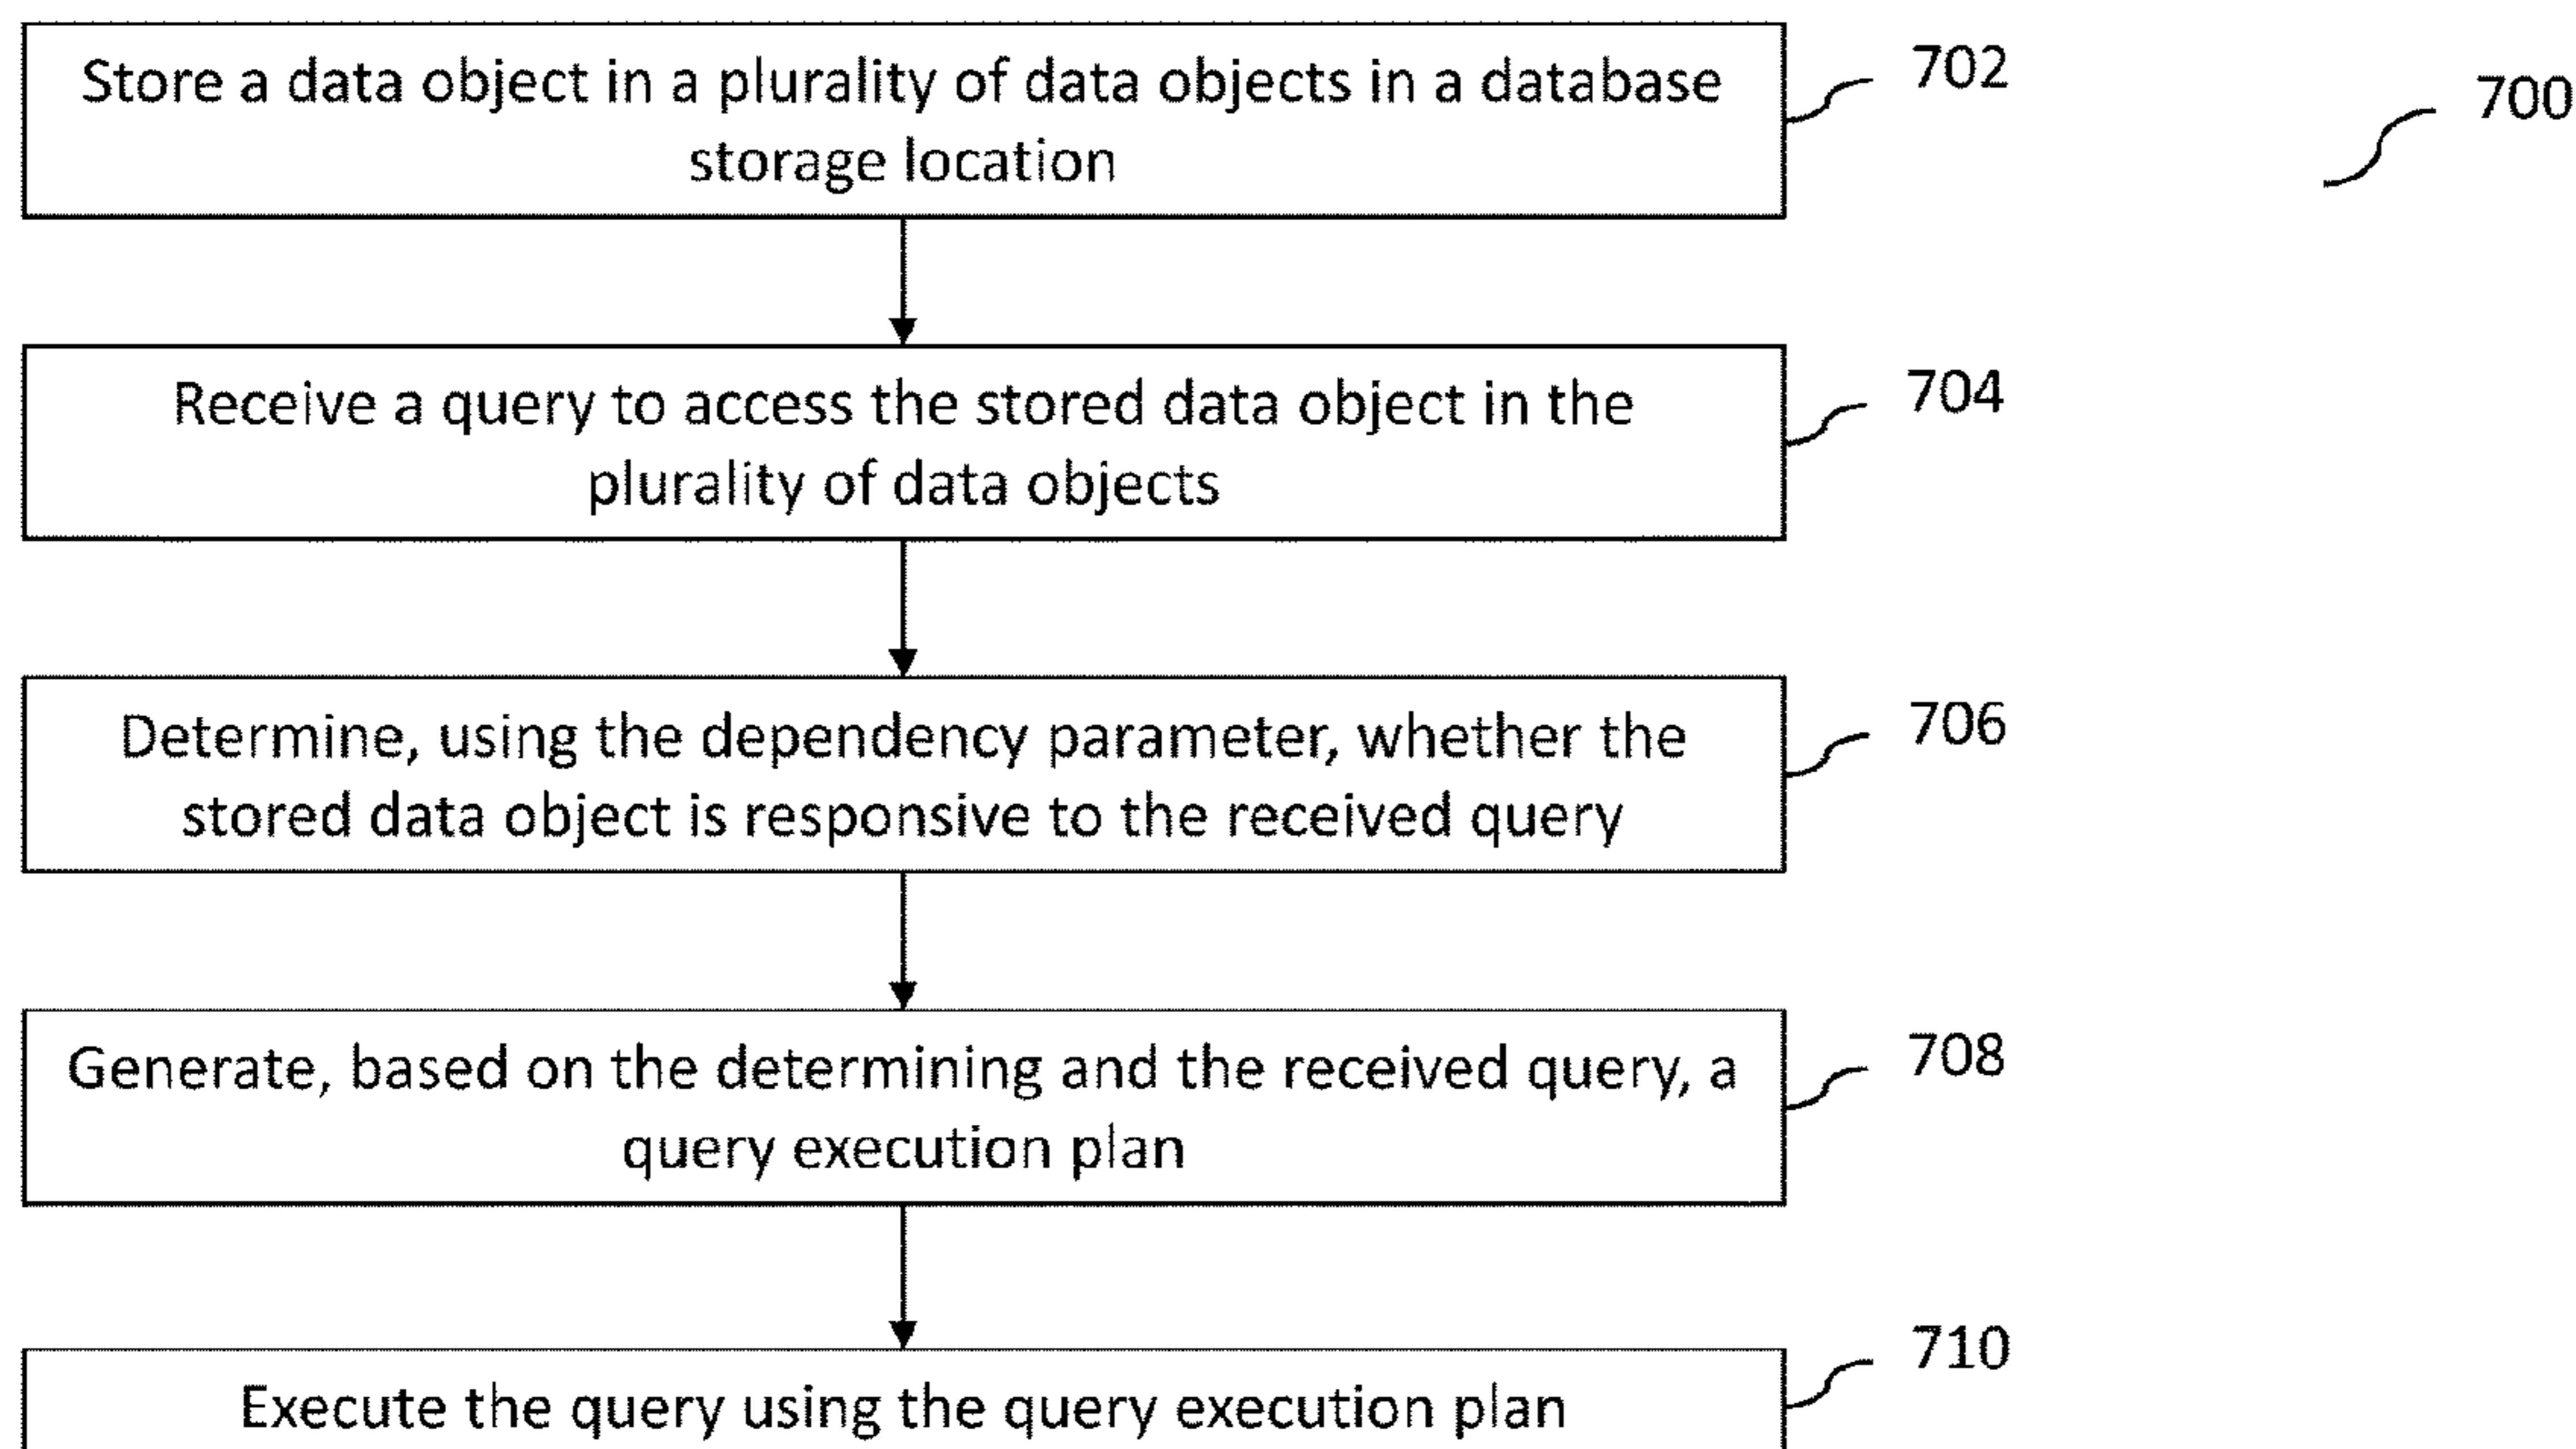 Store a data object in a plurality of data objects in a database
storage location
702
700
Receive a query to access the stored data object in the
plurality of data objects
704
Determine, using the dependency parameter, whether the
stored data object is responsive to the received query
706
Generate, based on the determining and the received query, a
query execution plan
708
Execute the query using the query execution plan
710